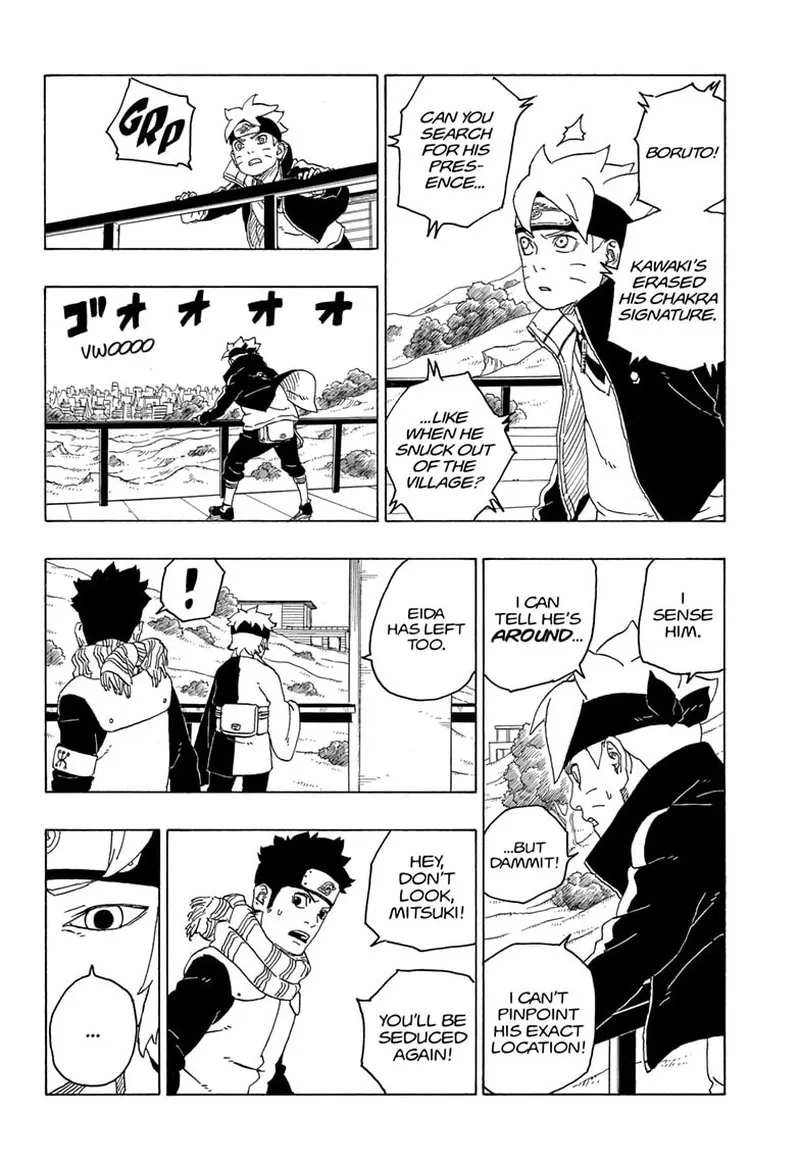 BORUTO!
KAWAKI'S
ERASED
HIS CHAKRA
SIGNATURE.
CAN YOU
SEARCH
FOR HIS
PRES-
ENCE...
...LIKE
WHEN HE
SNUCK OUT
OF THE
VILLAGE?
GRP
ゴオオオオ
VWOOOO
I
SENSE
HIM.
I CAN
TELL HE'S
AROUND...
...BUT
DAMMIT!
I CAN'T
PINPOINT
HIS EXACT
LOCATION!
EIDA
HAS LEFT
TOO.
!
HEY,
DON'T
LOOK,
MITSUKI!
YOU'LL BE
SEDUCED
AGAIN!
...